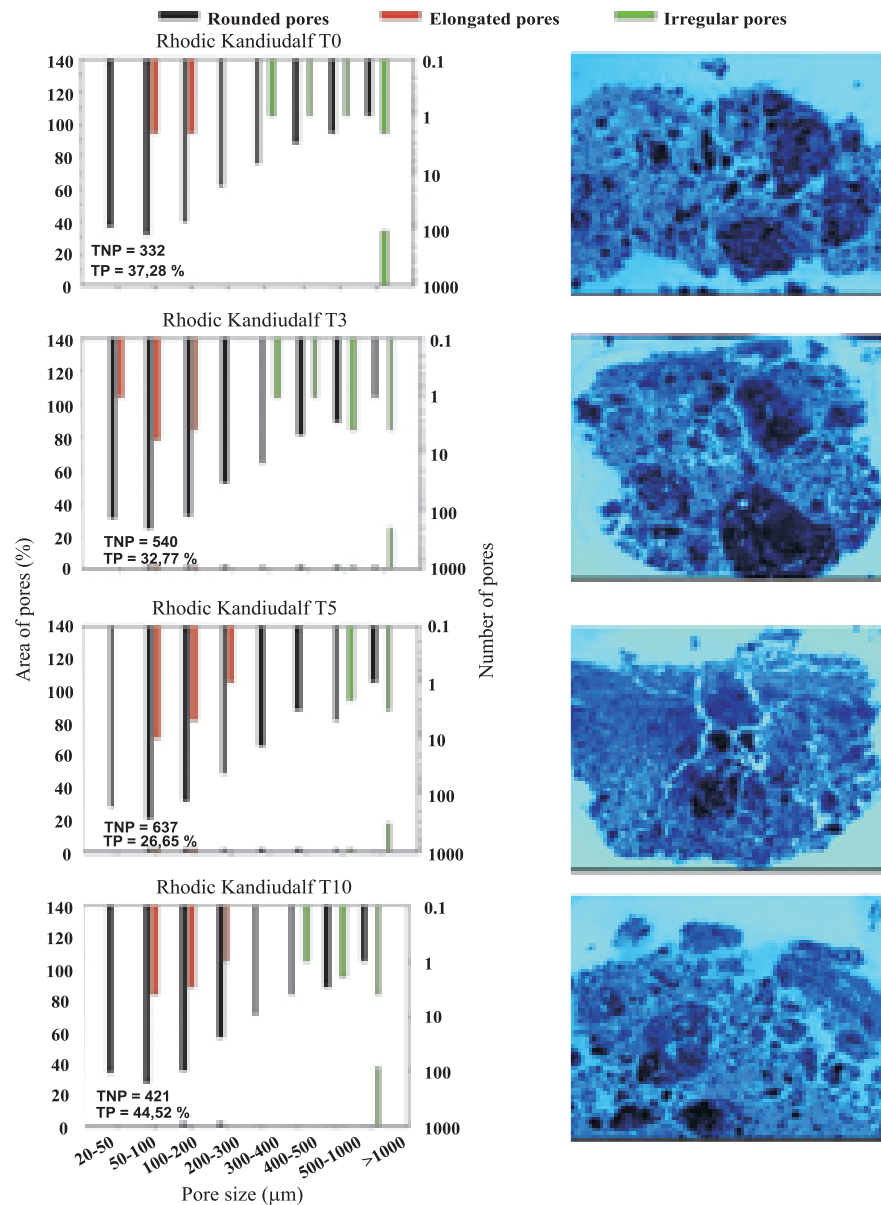 Rounded pores Elongated pores Irregular pores
Rhodic Kandiudalf T0
140 0.1
120
100 1
80
60 10
40 100
20
0 1000
TNP = 332
TP = 37,28 %
Rhodic Kandiudalf T3
140 0.1
120
100 1
80
60 10
40
20 100
0 1000
TNP = 540
TP = 32,77 %
Area of pores (%)
Number of pores
Rhodic Kandiudalf T5
140 0.1
120
100 1
80
60 10
40
20 100
0 1000
TNP = 637
TP = 26,65 %
Rhodic Kandiudalf T10
140 0.1
120
100 1
80
60 10
40
20 100
0 1000
TNP = 421
TP = 44,52 %
20-50 50-100 100-200 200-300 300-400 400-500 500-1000 >1000
Pore size (µm)